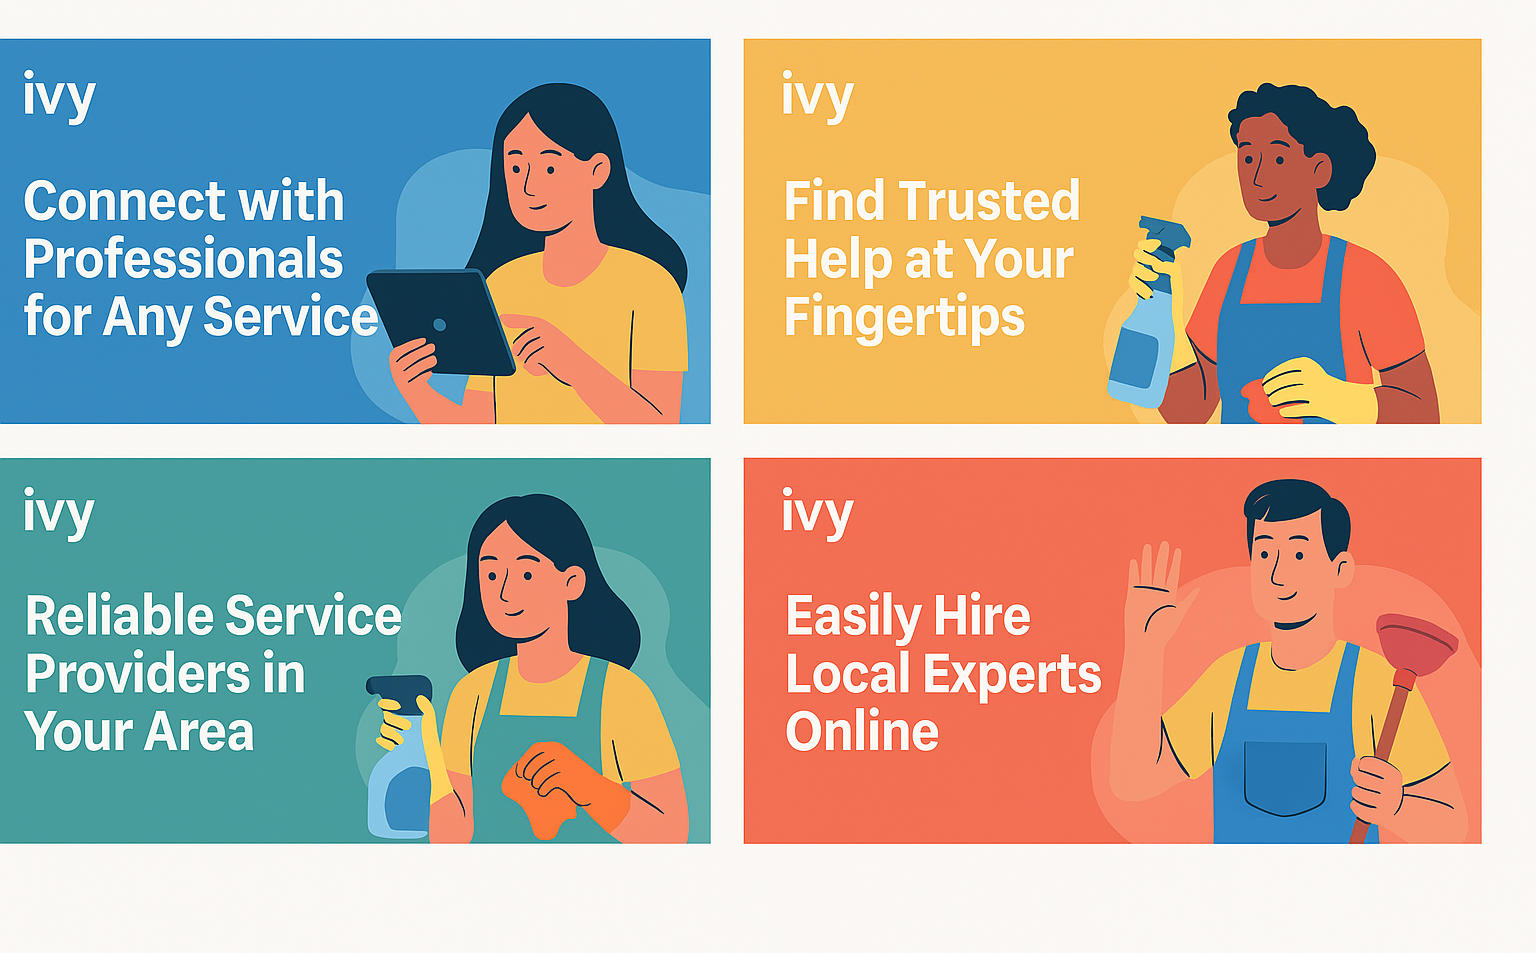 ivy
Connect with
Professionals
for Any Service
ivy
Find Trusted
Help at Your
Fingertips
ivy
Reliable Service
Providers in
Your Area
ivy
Easily Hire
Local Experts
Online